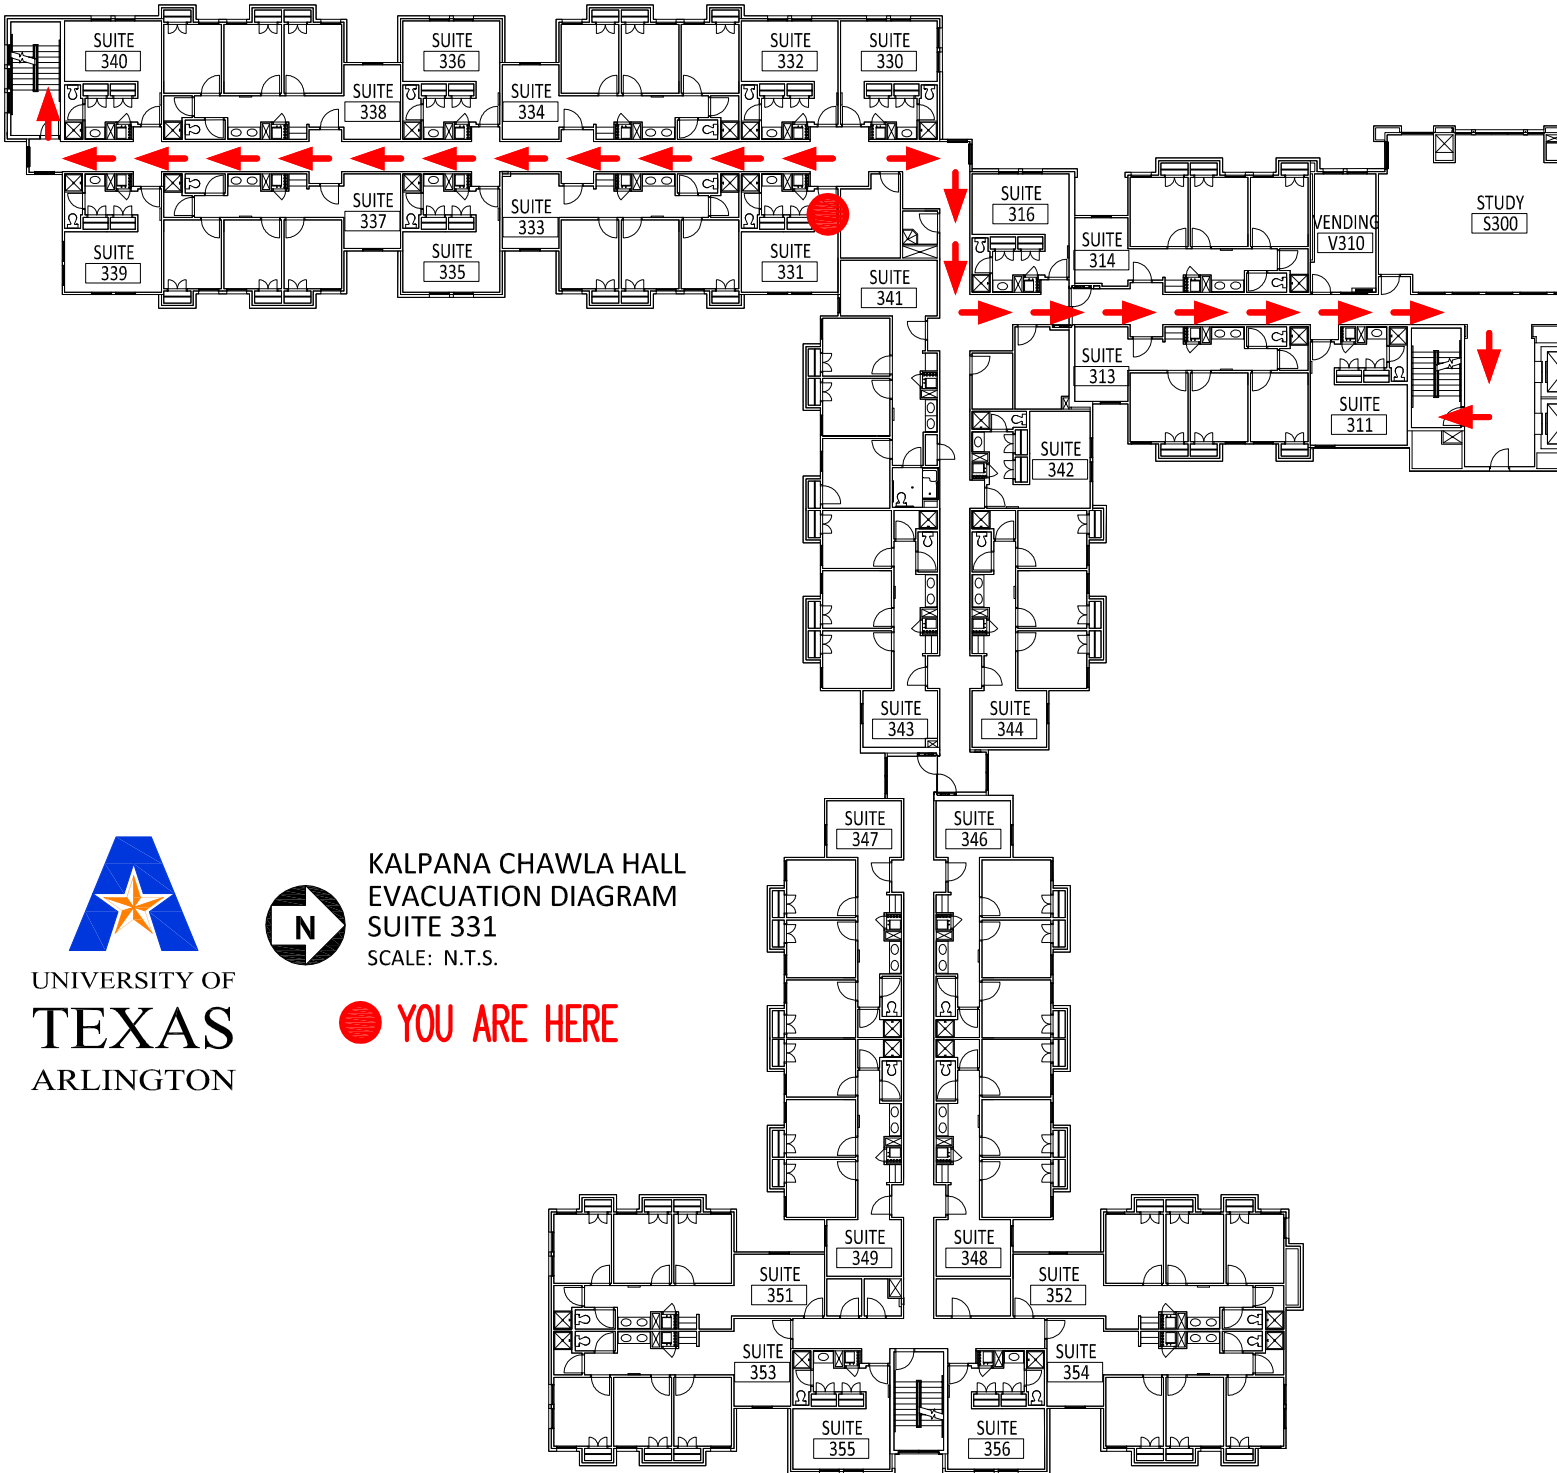 SUITE
340
SUITE
336
SUITE
332
SUITE
330
SUITE
338
SUITE
334
SUITE
337
SUITE
333
SUITE
316
VENDING
V310
STUDY
S300
SUITE
339
SUITE
335
SUITE
331
SUITE
314
SUITE
341
SUITE
313
SUITE
311
SUITE
342
SUITE
343
SUITE
344
SUITE
347
SUITE
346
KALPANA CHAWLA HALL
EVACUATION DIAGRAM
SUITE 331
SCALE: N.T.S.
N
YOU ARE HERE
A
UNIVERSITY OF
TEXAS
ARLINGTON
SUITE
349
SUITE
348
SUITE
351
SUITE
352
SUITE
353
SUITE
354
SUITE
355
SUITE
356